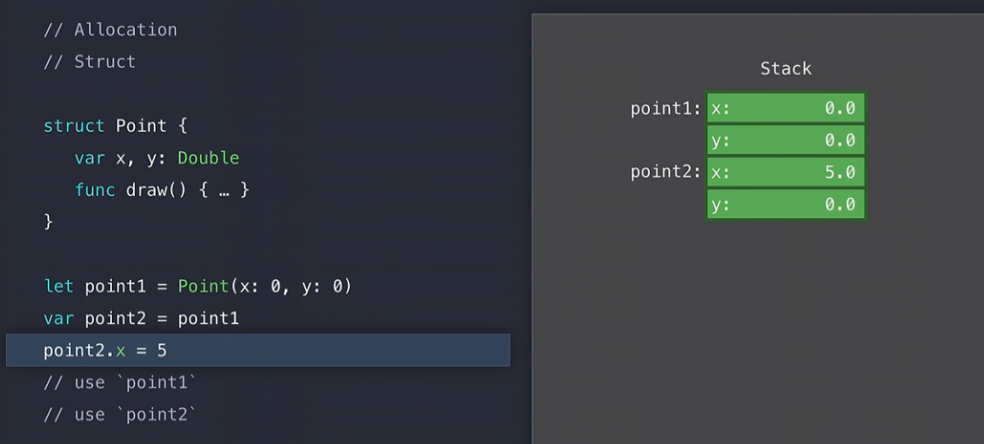 // Allocation
// Struct
struct Point {
var x, y: Double
func draw() { … }
}
let point1 = Point(x: 0, y: 0)
var point2 = point1
point2.x = 5
// use `point1`
// use `point2`
Stack
point1: x: 0.0
y: 0.0
point2: x: 5.0
y: 0.0